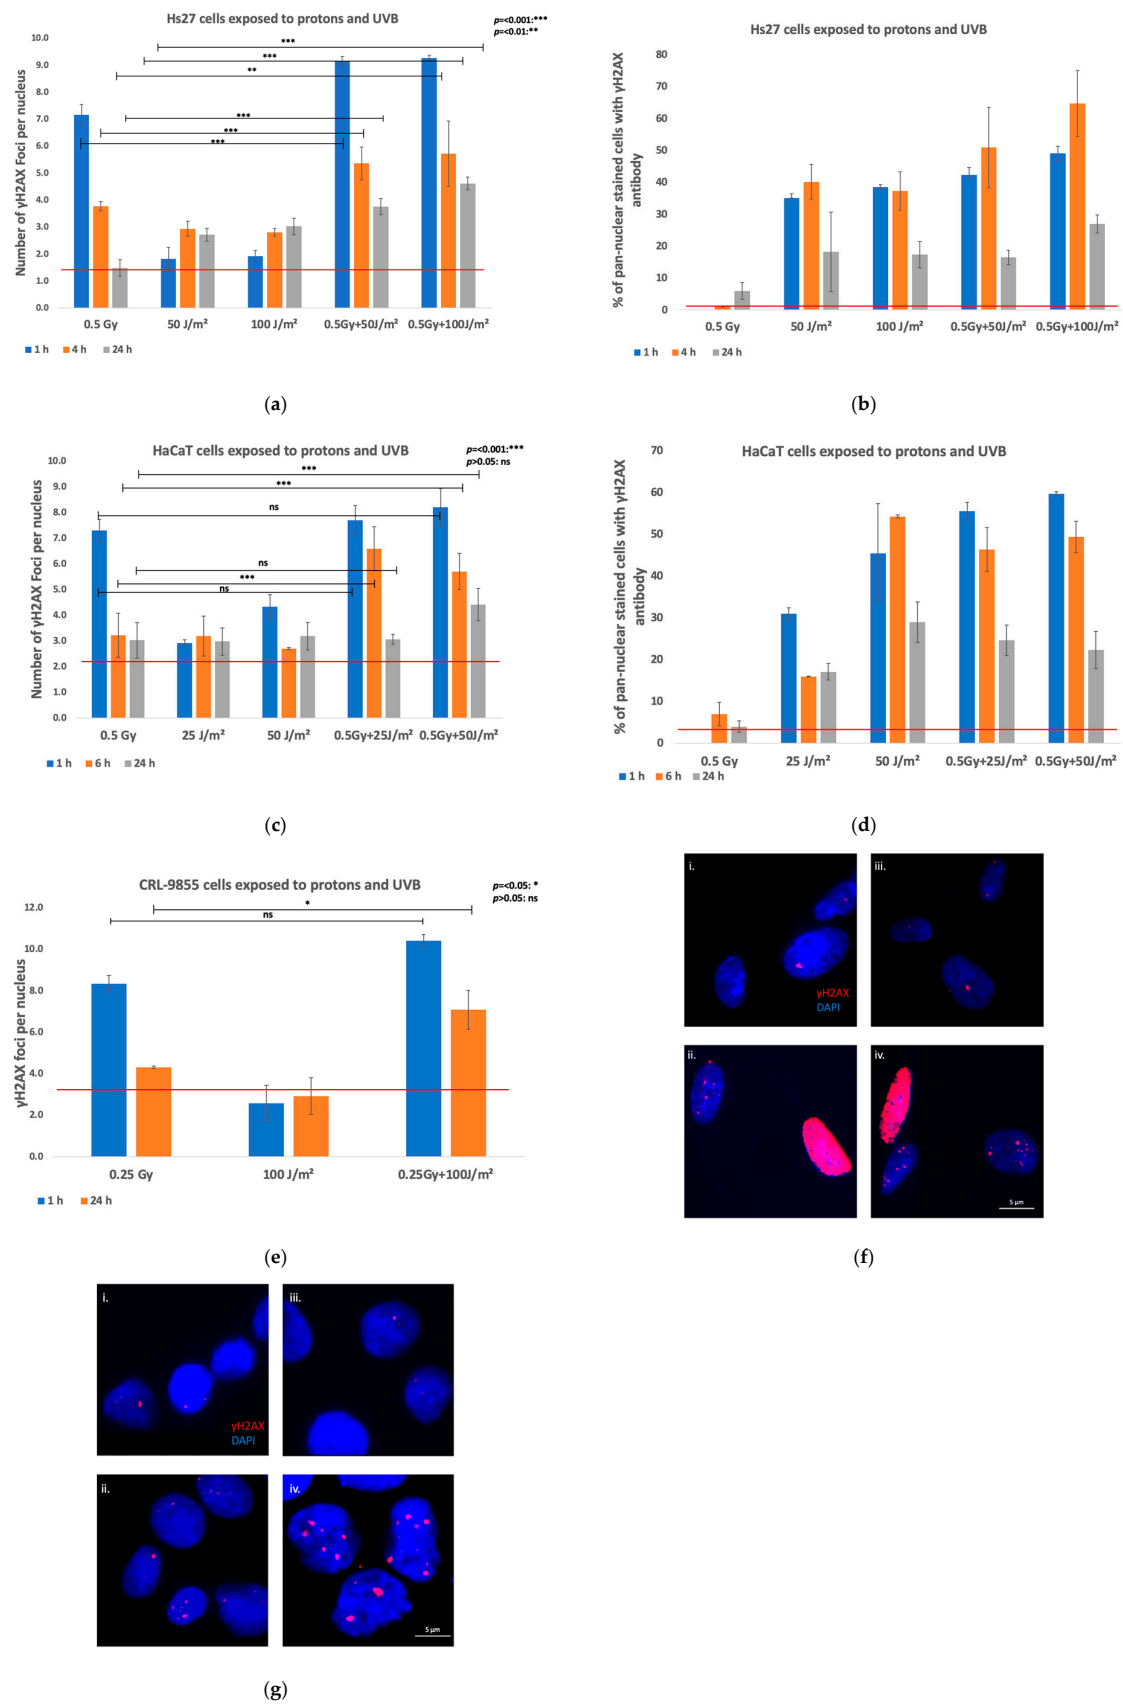 Hs27 cells exposed to protons and UVB
p=<0.001:***
p=<0.01:**
Number of γH2AX Foci per nucleus
10.0
9.0
8.0
7.0
6.0
5.0
4.0
3.0
2.0
1.0
0.0
***
***
**
***
***
***
0.5 Gy
50 J/m²
100 J/m²
0.5Gy+50J/m²
0.5Gy+100J/m²
1 h
4 h
24 h
(a)
Hs27 cells exposed to protons and UVB
% of pan-nuclear stained cells with γH2AX
antibody
80
70
60
50
40
30
20
10
0
0.5 Gy
50 J/m²
100 J/m²
0.5Gy+50J/m²
0.5Gy+100J/m²
1 h
4 h
24 h
(b)
HaCaT cells exposed to protons and UVB
p=<0.001:***
p>0.05: ns
Number of γH2AX Foci per nucleus
10.0
9.0
8.0
7.0
6.0
5.0
4.0
3.0
2.0
1.0
0.0
***
***
ns
ns
***
ns
0.5 Gy
25 J/m²
50 J/m²
0.5Gy+25J/m²
0.5Gy+50J/m²
1 h
6 h
24 h
(c)
HaCaT cells exposed to protons and UVB
% of pan-nuclear stained cells with γH2AX
antibody
70
60
50
40
30
20
10
0
0.5 Gy
25 J/m²
50 J/m²
0.5Gy+25J/m²
0.5Gy+50J/m²
1 h
6 h
24 h
(d)
CRL-9855 cells exposed to protons and UVB
p=<0.05: *
p>0.05: ns
γH2AX foci per nucleus
12.0
10.0
8.0
6.0
4.0
2.0
0.0
*
ns
0.25 Gy
100 J/m²
0.25Gy+100J/m²
1 h
24 h
(e)
i.
γH2AX
DAPI
iii.
ii.
iv.
5 µm
(f)
i.
γH2AX
DAPI
iii.
ii.
iv.
5 µm
(g)